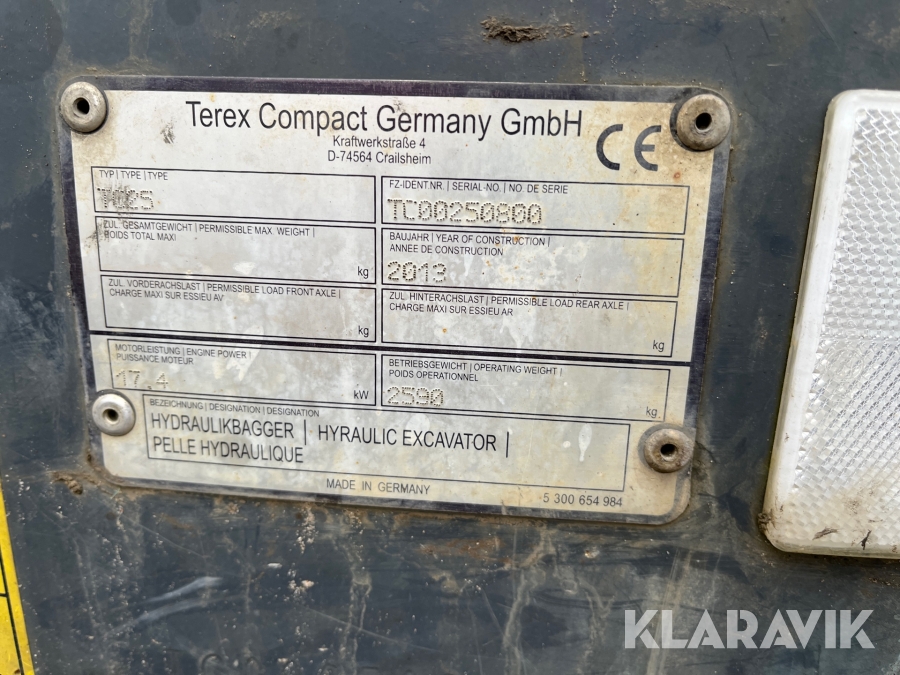 Terex Compact Germany GmbH
Kraftwerkstraße 4
D-74564 Crailsheim
CE
TYP | TYPE | TYPE
TC25
FZ-IDENT.NR. | SERIAL-NO. | NO. DE SERIE
TC00250800
ZUL. GESAMTGEWICHT | PERMISSIBLE MAX. WEIGHT |
POIDS TOTAL MAXI
kg
BAUJAHR | YEAR OF CONSTRUCTION |
ANNEE DE CONSTRUCTION
2013
ZUL. VORDERACHSLAST | PERMISSIBLE LOAD FRONT AXLE |
CHARGE MAXI SUR ESSIEU AV
kg
ZUL. HINTERACHSLAST | PERMISSIBLE LOAD REAR AXLE |
CHARGE MAXI SUR ESSIEU AR
kg
MOTORLEISTUNG | ENGINE POWER |
PUISSANCE MOTEUR
17.4 kW
BETRIEBSGEWICHT | OPERATING WEIGHT |
POIDS OPERATIONNEL
2590 kg
BEZEICHNUNG | DESIGNATION | DESIGNATION
HYDRAULIKBAGGER | HYRAULIC EXCAVATOR |
PELLE HYDRAULIQUE
MADE IN GERMANY
5 300 654 984
KLARAVIK